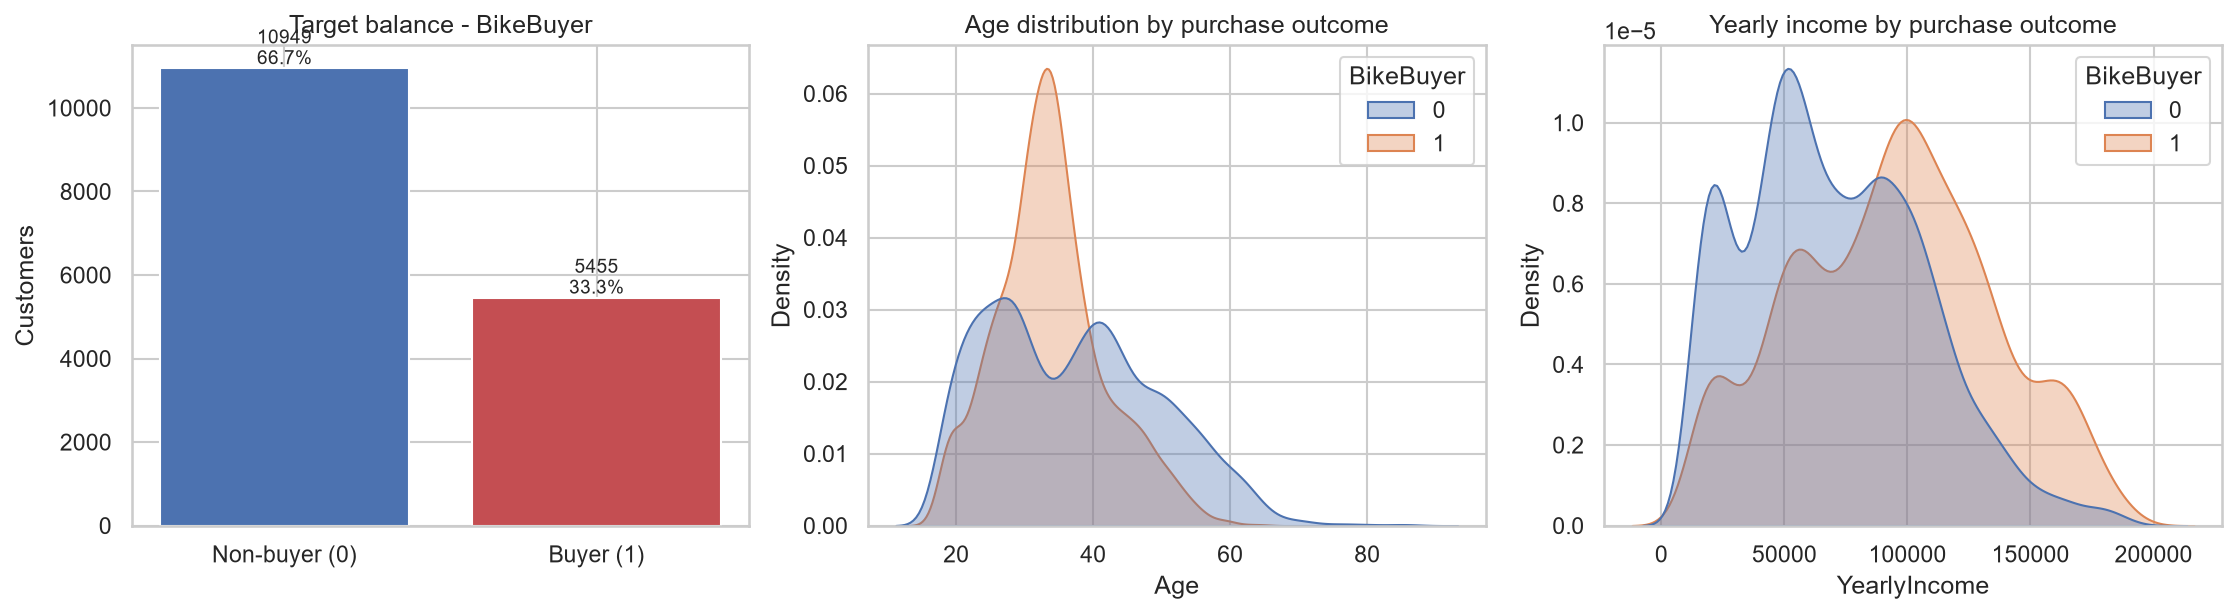 Target balance - BikeBuyer
10949
66.7%
5455
33.3%
10000
8000
6000
4000
2000
0
Customers
Non-buyer (0)
Buyer (1)
Age distribution by purchase outcome
BikeBuyer
0
1
0.06
0.05
0.04
0.03
0.02
0.01
0.00
Density
20
40
60
80
Age
Yearly income by purchase outcome
1e−5
BikeBuyer
0
1
1.0
0.8
0.6
0.4
0.2
0.0
Density
0
50000
100000
150000
200000
YearlyIncome